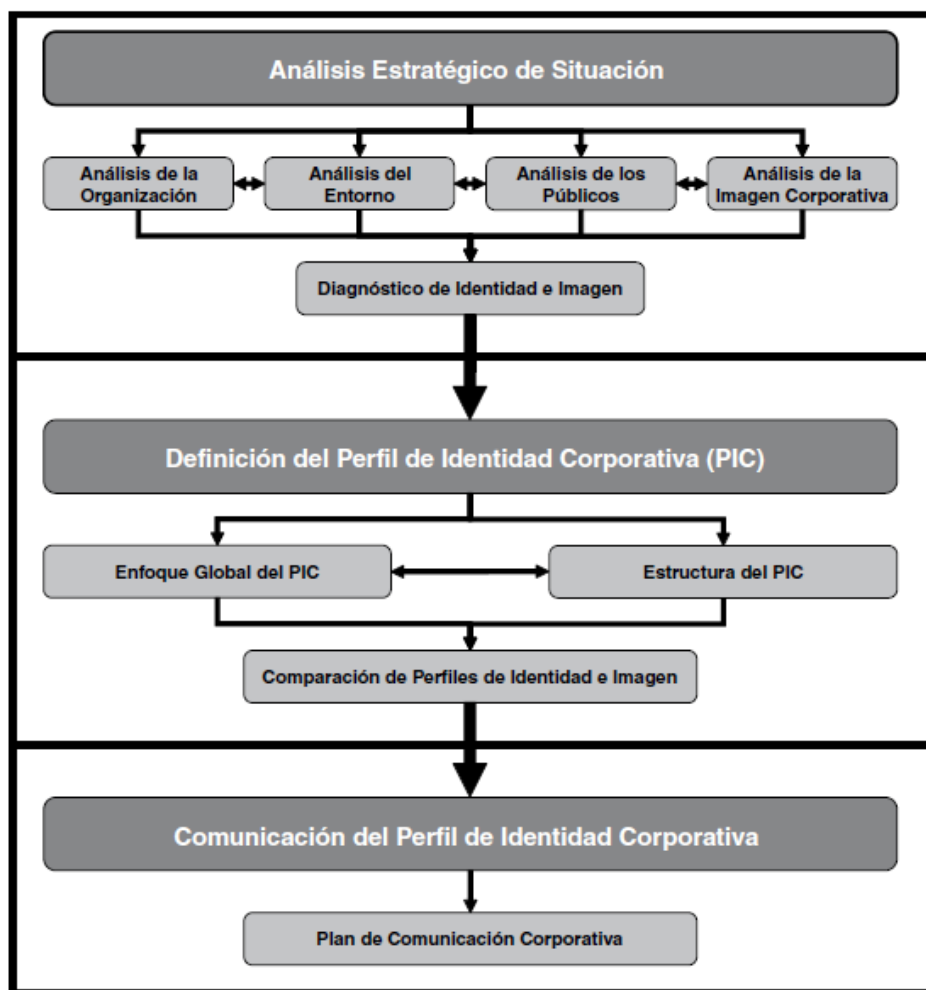 Análisis Estratégico de Situación
Análisis de la
Organización
Análisis del
Entorno
Análisis de los
Públicos
Análisis de la
Imagen Corporativa
Diagnóstico de Identidad e Imagen
Definición del Perfil de Identidad Corporativa (PIC)
Enfoque Global del PIC
Estructura del PIC
Comparación de Perfiles de Identidad e Imagen
Comunicación del Perfil de Identidad Corporativa
Plan de Comunicación Corporativa